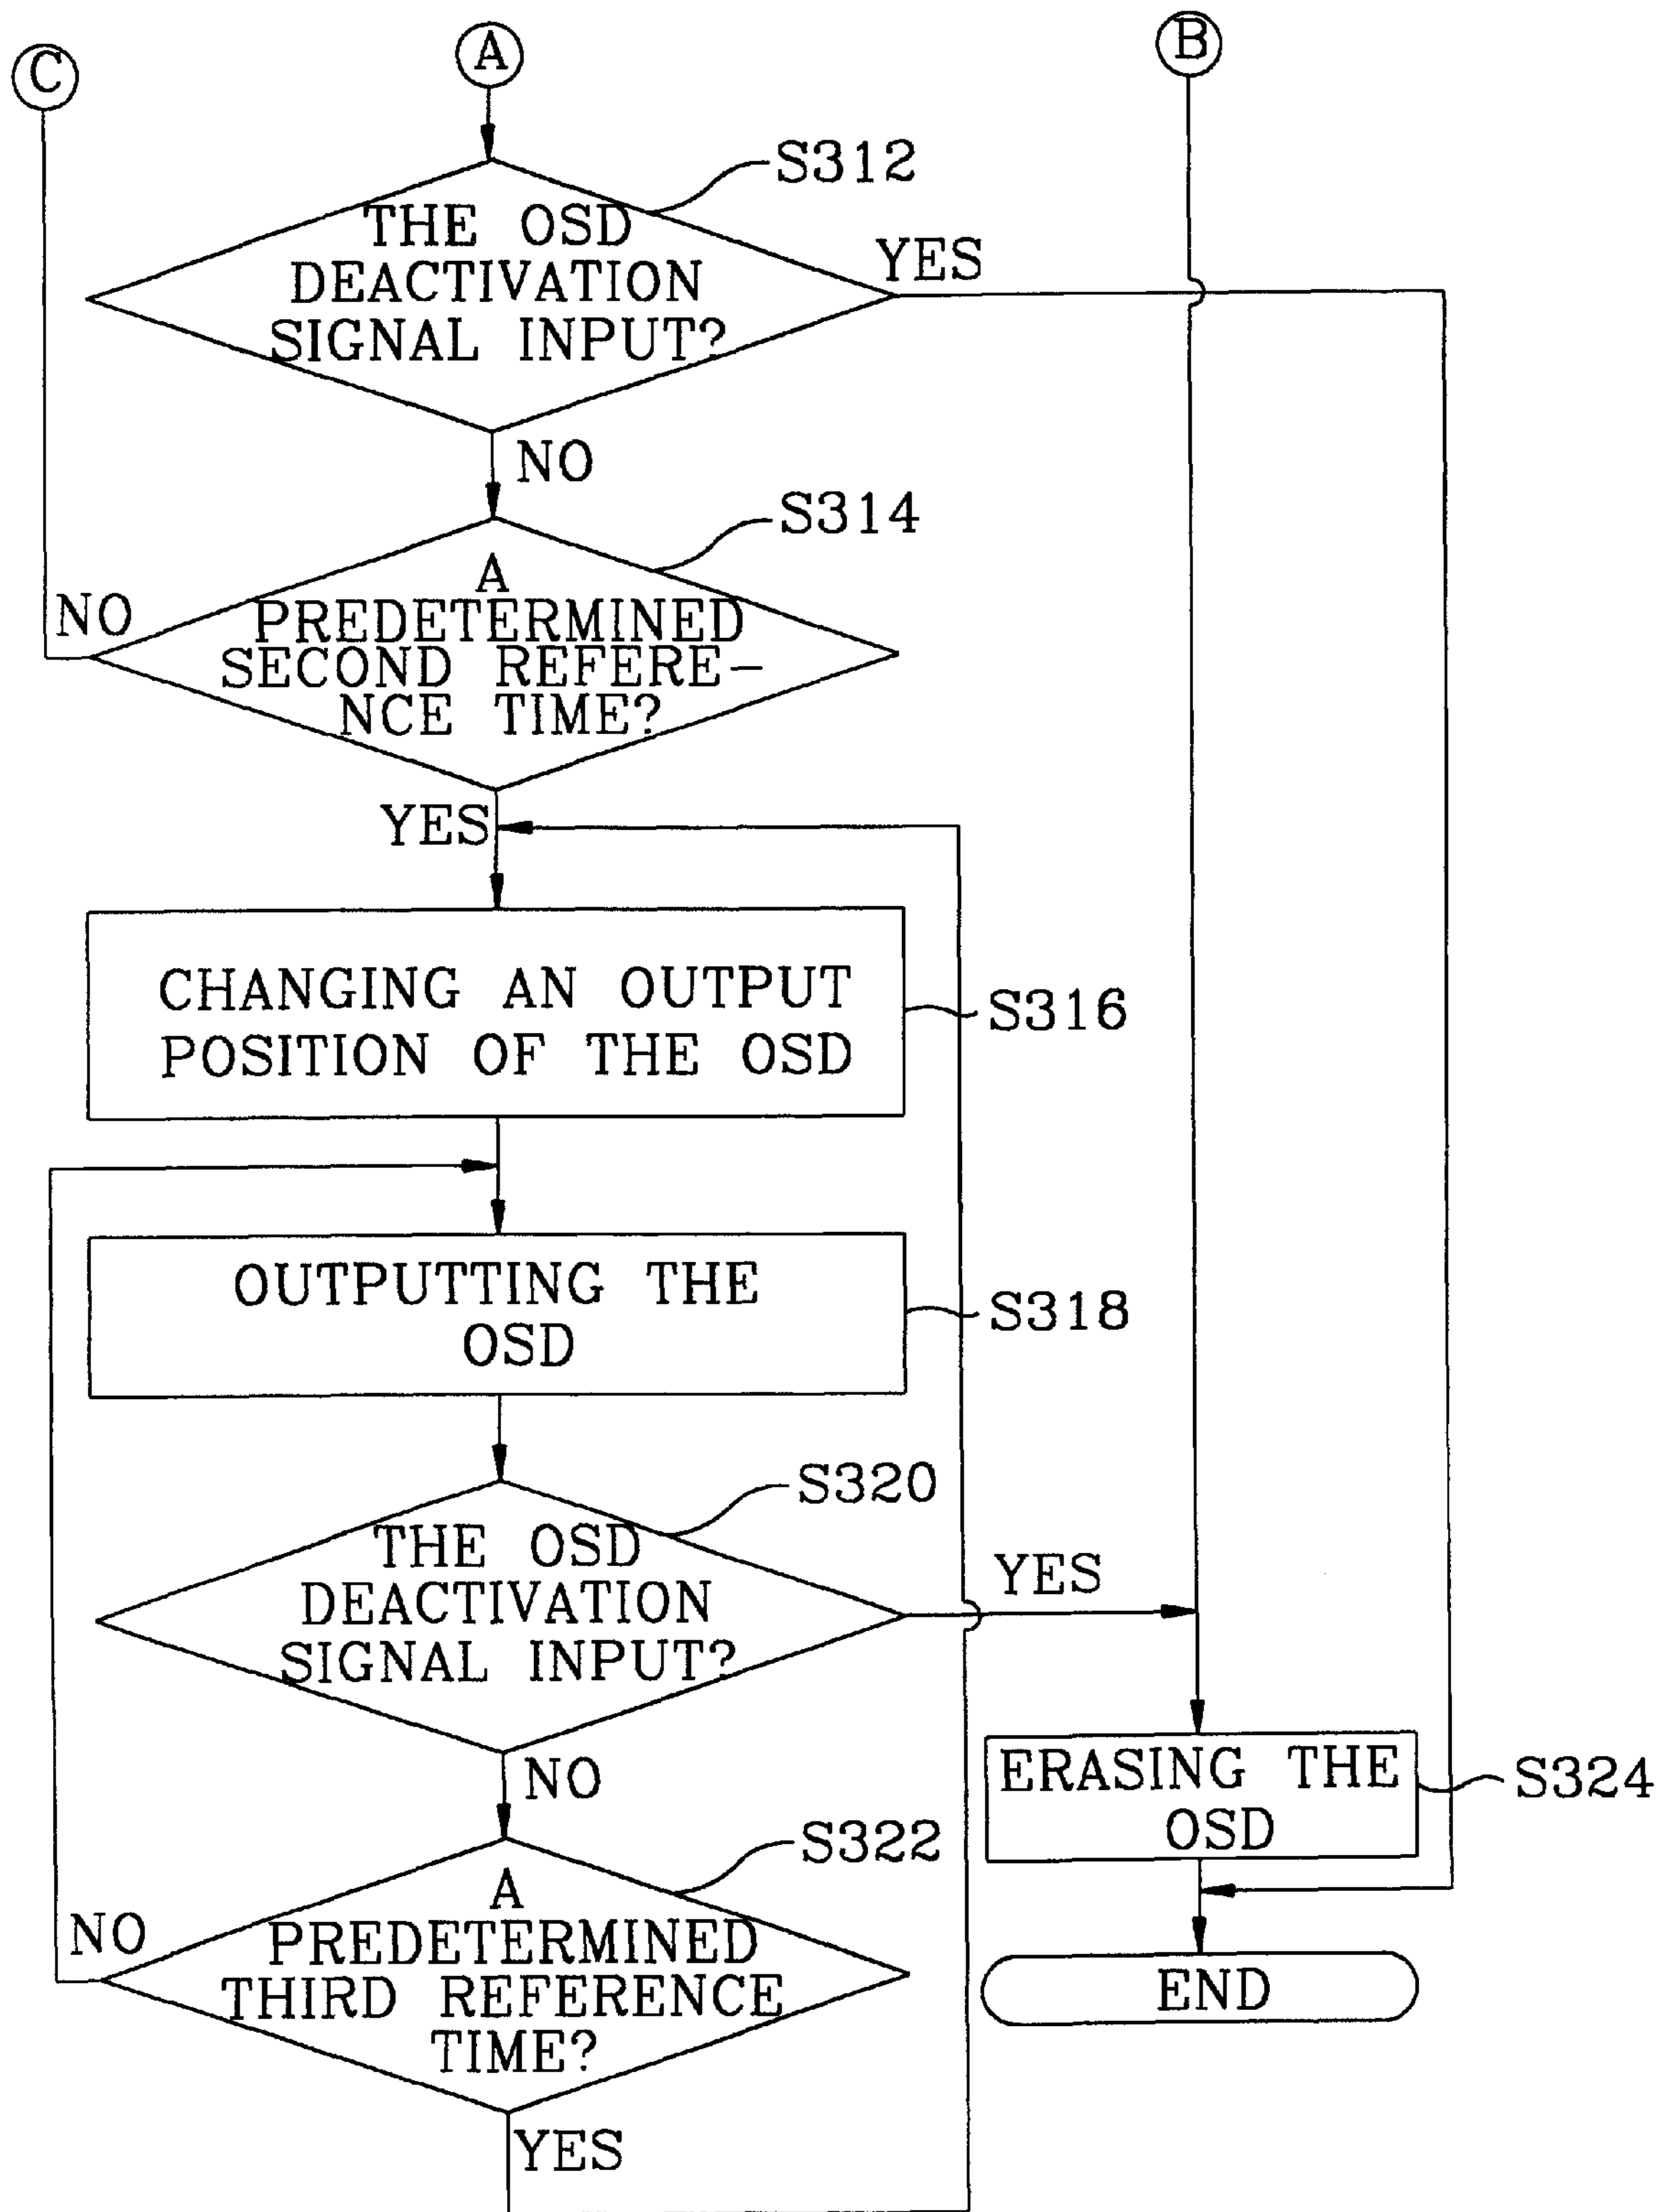 C
A
B
S312
THE OSD
DEACTIVATION
SIGNAL INPUT?
YES
NO
S314
A
PREDETERMINED
SECOND REFERE-
NCE TIME?
NO
YES
CHANGING AN OUTPUT
POSITION OF THE OSD
S316
OUTPUTTING THE
OSD
S318
S320
THE OSD
DEACTIVATION
SIGNAL INPUT?
YES
NO
ERASING THE
OSD
S324
S322
A
PREDETERMINED
THIRD REFERENCE
TIME?
NO
END
YES